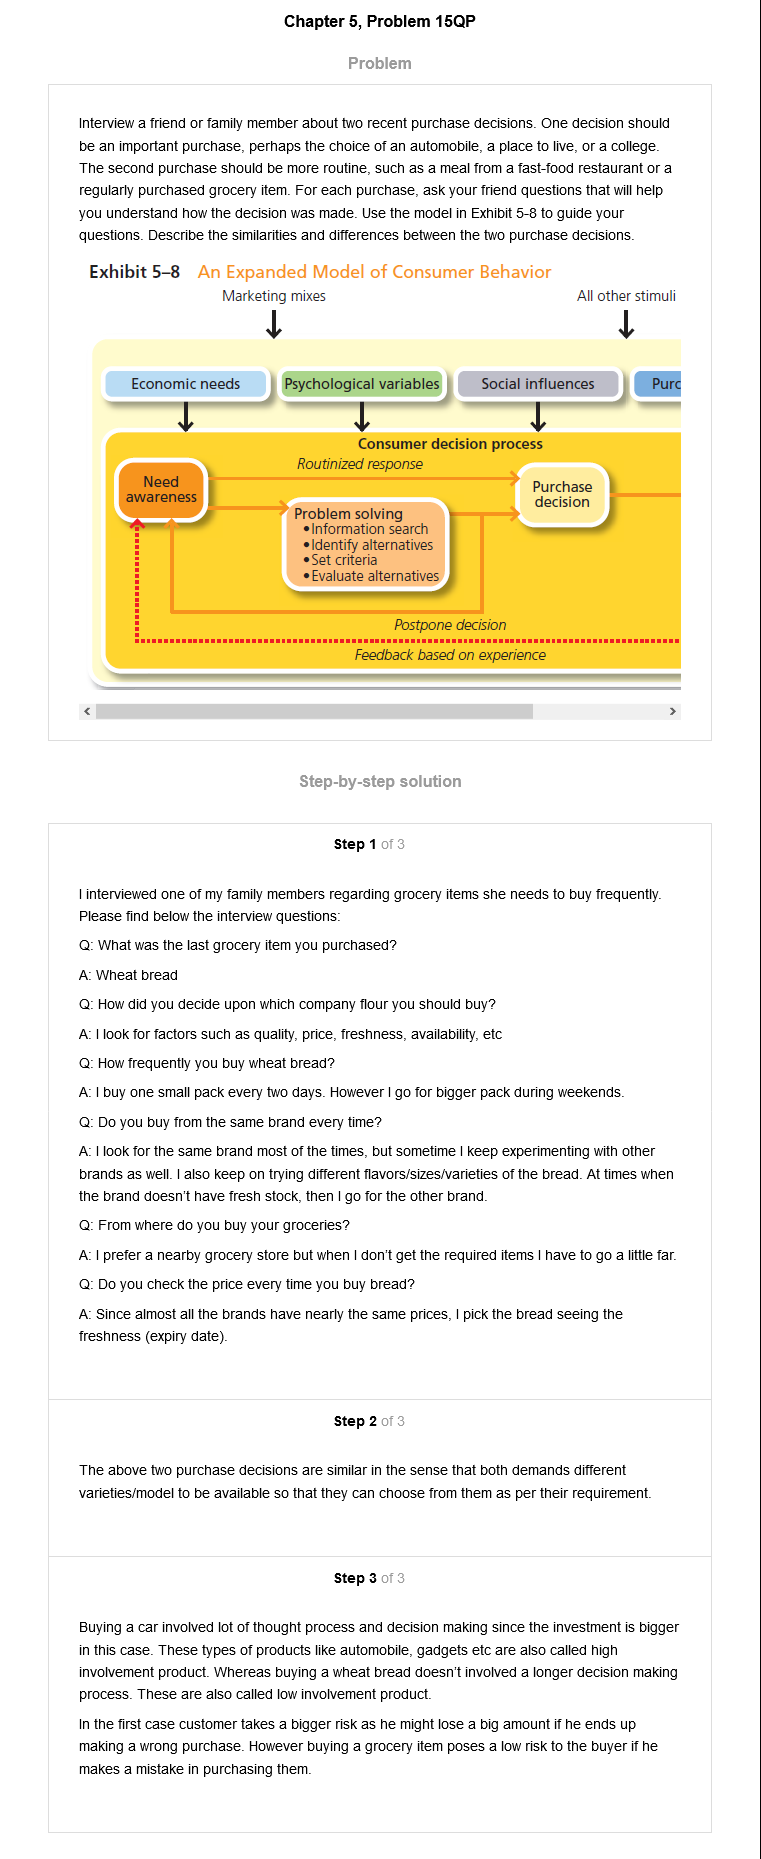 Chapter 5, Problem 15QP
Problem
Interview a friend or family member about two recent purchase decisions. One decision should
be an important purchase, perhaps the choice of an automobile, a place to live, or a college.
The second purchase should be more routine, such as a meal from a fast-food restaurant or a
regularly purchased grocery item. For each purchase, ask your friend questions that will help
you understand how the decision was made. Use the model in Exhibit 5-8 to guide your
questions. Describe the similarities and differences between the two purchase decisions.
Exhibit 5–8 An Expanded Model of Consumer Behavior
Marketing mixes All other stimuli
Economic needs Psychological variables Social influences Purc
Consumer decision process
Routinized response
Need
awareness
Purchase
decision
Problem solving
•Information search
•Identify alternatives
•Set criteria
•Evaluate alternatives
Postpone decision
Feedback based on experience
Step-by-step solution
Step 1 of 3
I interviewed one of my family members regarding grocery items she needs to buy frequently.
Please find below the interview questions:
Q: What was the last grocery item you purchased?
A: Wheat bread
Q: How did you decide upon which company flour you should buy?
A: I look for factors such as quality, price, freshness, availability, etc
Q: How frequently you buy wheat bread?
A: I buy one small pack every two days. However I go for bigger pack during weekends.
Q: Do you buy from the same brand every time?
A: I look for the same brand most of the times, but sometime I keep experimenting with other
brands as well. I also keep on trying different flavors/sizes/varieties of the bread. At times when
the brand doesn't have fresh stock, then I go for the other brand.
Q: From where do you buy your groceries?
A: I prefer a nearby grocery store but when I don't get the required items I have to go a little far.
Q: Do you check the price every time you buy bread?
A: Since almost all the brands have nearly the same prices, I pick the bread seeing the
freshness (expiry date).
Step 2 of 3
The above two purchase decisions are similar in the sense that both demands different
varieties/model to be available so that they can choose from them as per their requirement.
Step 3 of 3
Buying a car involved lot of thought process and decision making since the investment is bigger
in this case. These types of products like automobile, gadgets etc are also called high
involvement product. Whereas buying a wheat bread doesn't involved a longer decision making
process. These are also called low involvement product.
In the first case customer takes a bigger risk as he might lose a big amount if he ends up
making a wrong purchase. However buying a grocery item poses a low risk to the buyer if he
makes a mistake in purchasing them.